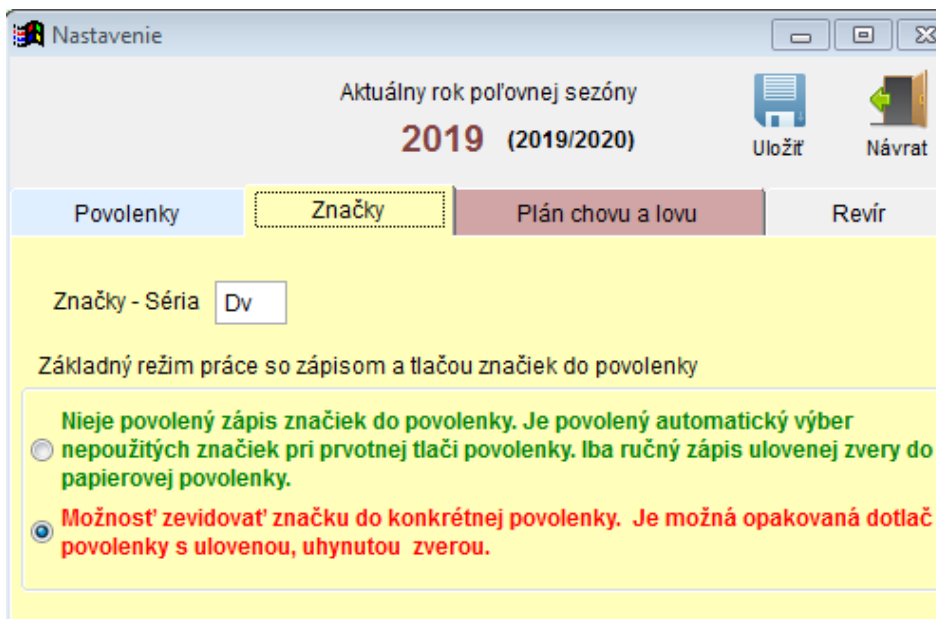 Nastavenie
Aktuálny rok poľovnej sezóny
2019 (2019/2020)
Uložiť
Návrat
Povolenky
Značky
Plán chovu a lovu
Revír
Značky - Séria Dv
Základný režim práce so zápisom a tlačou značiek do povolenky
Nieje povolený zápis značiek do povolenky. Je povolený automatický výber
nepoužitých značiek pri prvotnej tlači povolenky. Iba ručný zápis ulovenej zvery do
papierovej povolenky.
Možnosť zevidovať značku do konkrétnej povolenky. Je možná opakovaná dotlač
povolenky s ulovenou, uhynutou zverou.